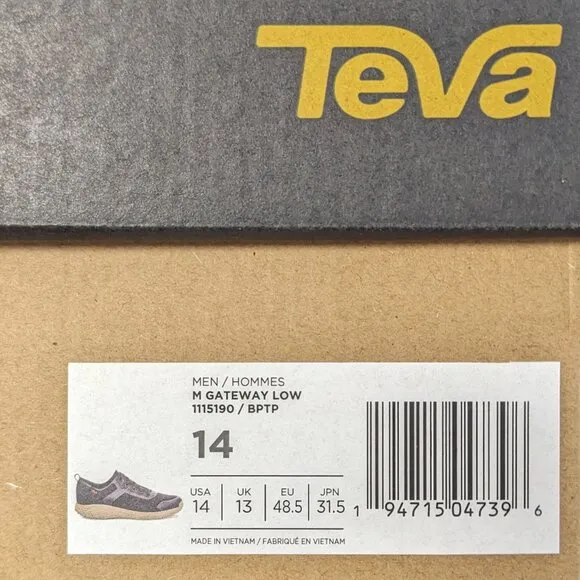 Teva
MEN / HOMMES
M GATEWAY LOW
1115190 / BPTP
14
USA UK EU JPN
14 13 48.5 31.5
1 94715 04739 6
MADE IN VIETNAM / FABRIQUÉ EN VIETNAM